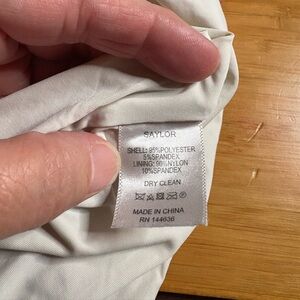 SAYLOR
SHELL: 95%POLYESTER
5%SPANDEX
LINING: 90%NYLON
10%SPANDEX
DRY CLEAN
MADE IN CHINA
RN 144636